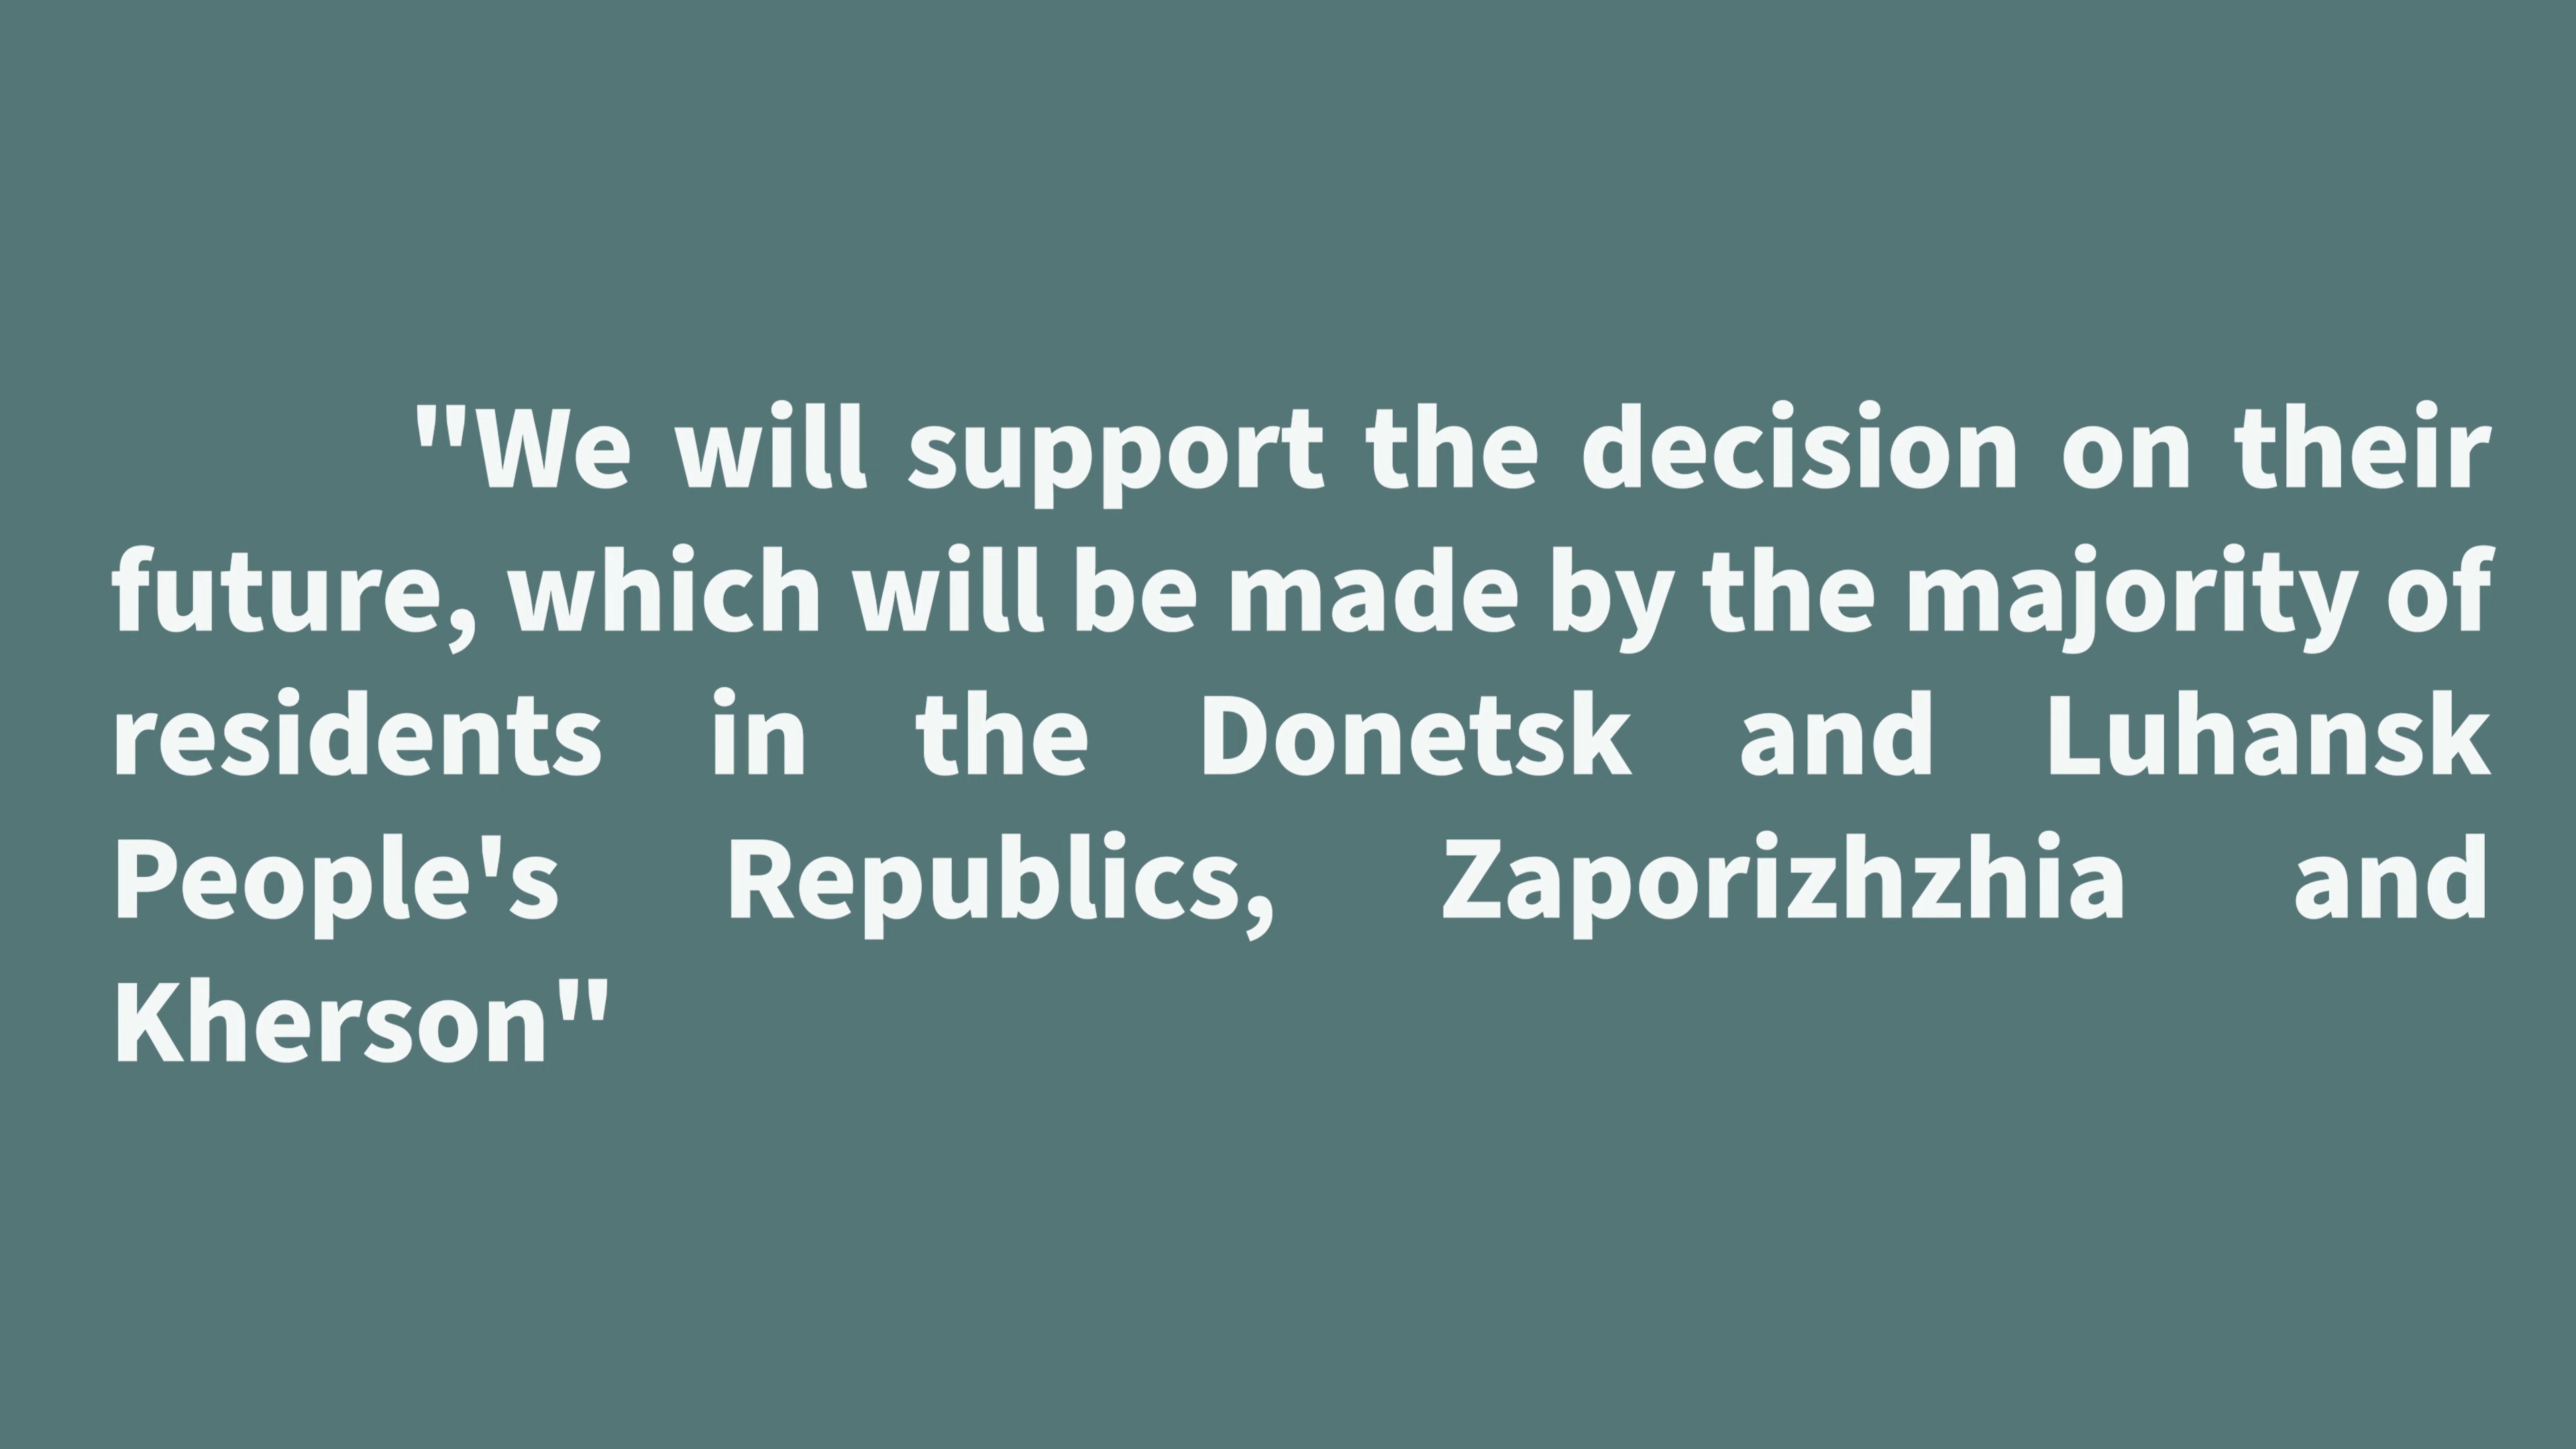 "We will support the decision on their
future, which will be made by the majority of
residents in the Donetsk and Luhansk
People's Republics, Zaporizhzhia and
Kherson"